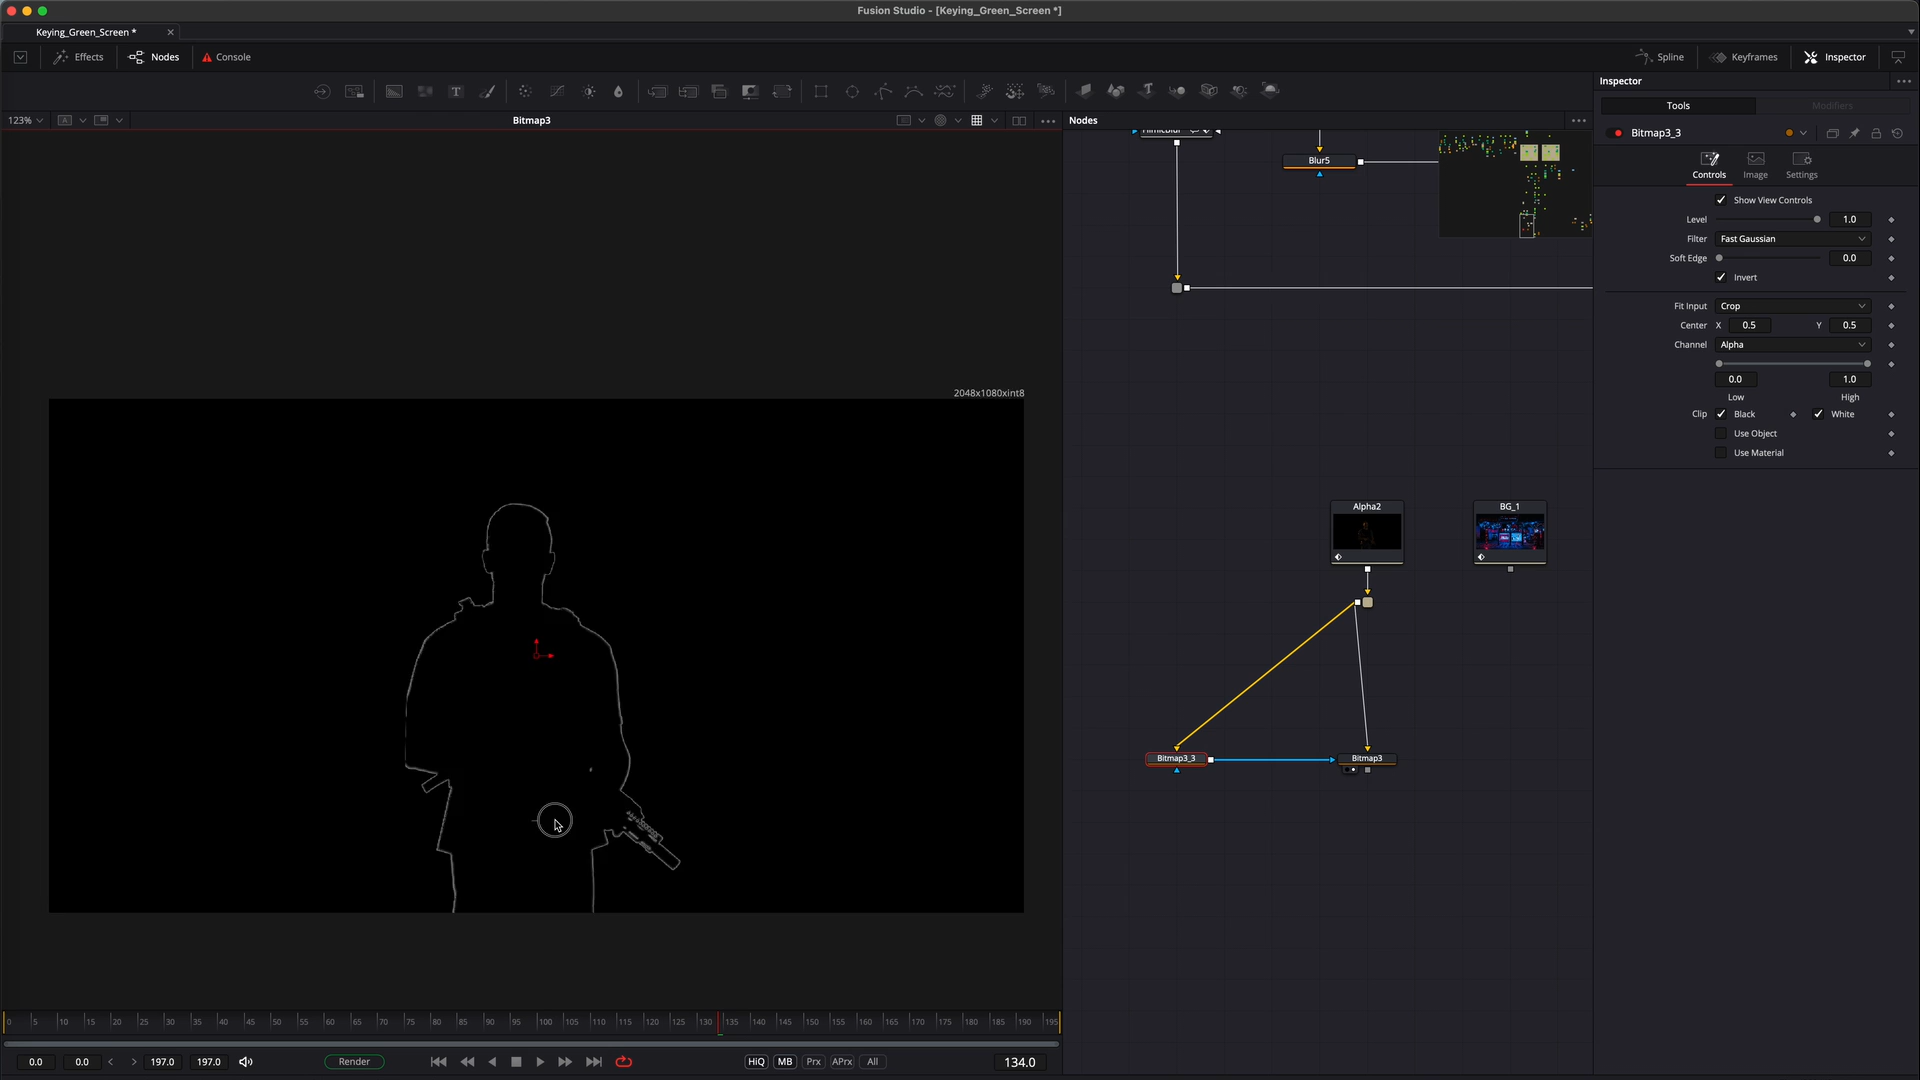 Fusion Studio - [Keying_Green_Screen *]
Keying_Green_Screen *
Effects Nodes Console
Spline Keyframes Inspector
T
T
Inspector
Tools Modifiers
123% A
Bitmap3
Nodes
Bitmap3_3
Controls Image Settings
Show View Controls
Level 1.0
Filter Fast Gaussian
Soft Edge 0.0
Invert
Fit Input Crop
Center X 0.5 Y 0.5
Channel Alpha
0.0 1.0
Low High
Clip Black White
Use Object
Use Material
Blur5
2048x1080xint8
Alpha2
BG_1
Bitmap3_3
Bitmap3
0 5 10 15 20 25 30 35 40 45 50 55 60 65 70 75 80 85 90 95 100 105 110 115 120 125 130 135 140 145 150 155 160 165 170 175 180 185 190 195
0.0 0.0 < > 197.0 197.0 Render HiQ MB Prx APrx All 134.0